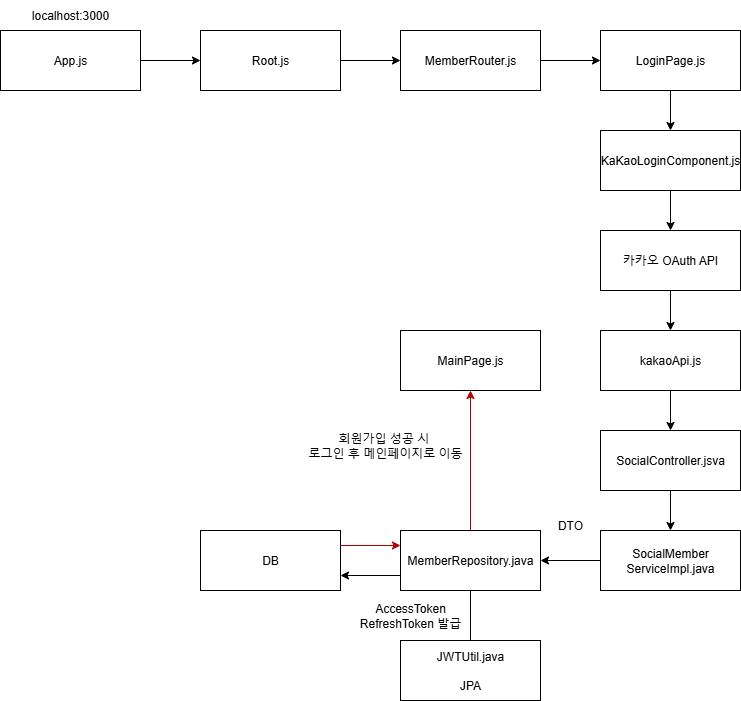 localhost:3000
App.js
Root.js
MemberRouter.js
LoginPage.js
KaKaoLoginComponent.js
카카오 OAuth API
MainPage.js
kakaoApi.js
회원가입 성공 시
로그인 후 메인페이지로 이동
SocialController.jsva
DTO
DB
MemberRepository.java
SocialMember
ServiceImpl.java
AccessToken
RefreshToken 발급
JWTUtil.java
JPA